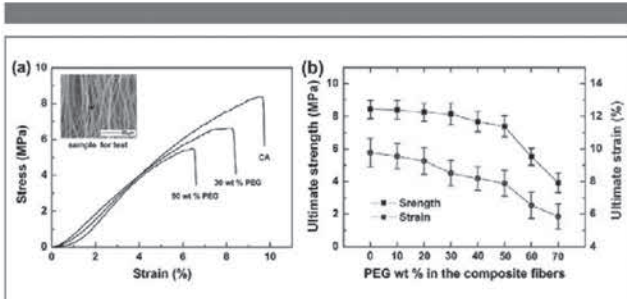 (a)
10
8
6
4
2
0
Stress (MPa)
sample for test
CA
30 wt % PEG
50 wt % PEG
0 2 4 6 8 10
Strain (%)
(b)
10
8
6
4
2
0
Ultimate strength (MPa)
Srength
Strain
14
12
10
8
6
4
Ultimate strain (%)
0 10 20 30 40 50 60 70
PEG wt % in the composite fibers